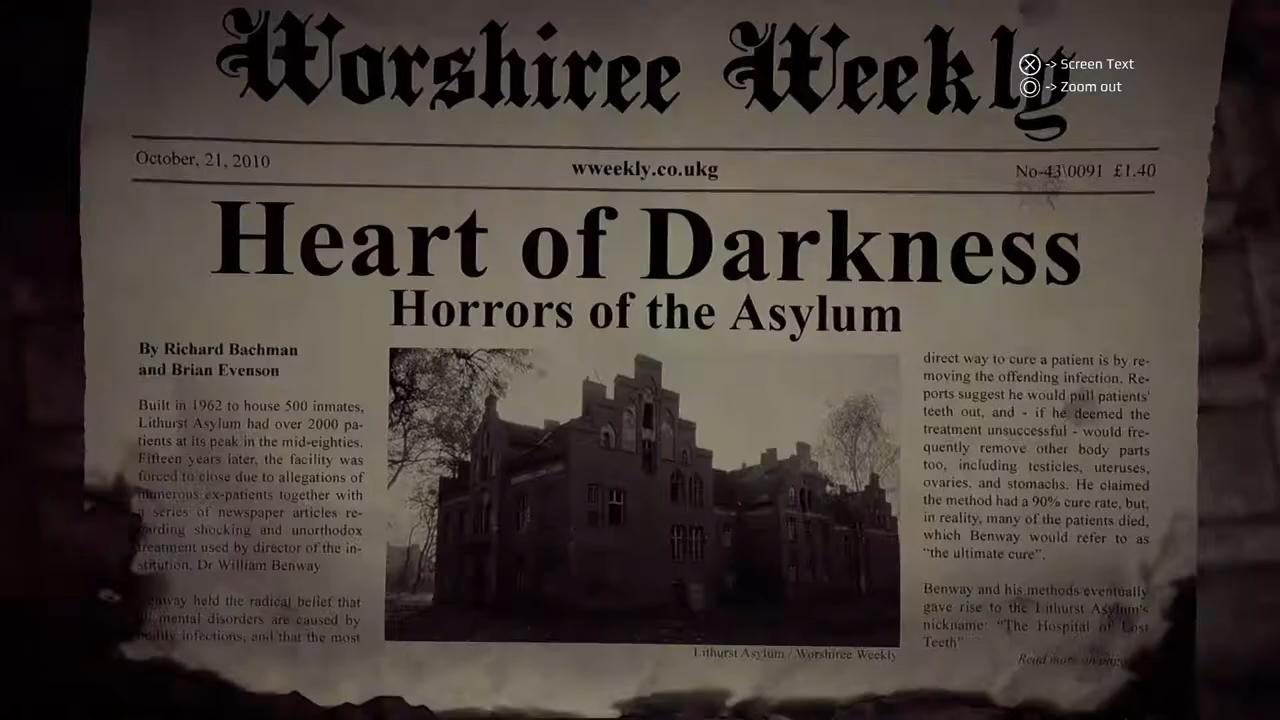 Worshiree Weekly
-> Screen Text
-> Zoom out
October, 21, 2010
wweekly.co.ukg
No-43\0091 £1.40
Heart of Darkness
Horrors of the Asylum
By Richard Bachman
and Brian Evenson
Built in 1962 to house 500 inmates,
Lithurst Asylum had over 2000 pa-
tients at its peak in the mid-eighties.
Fifteen years later, the facility was
forced to close due to allegations of
numerous ex-patients together with
a series of newspaper articles re-
garding shocking and unorthodox
treatment used by director of the in-
stitution, Dr William Benway
Benway held the radical belief that
all mental disorders are caused by
bodily infections, and that the most
Lithurst Asylum / Worshiree Weekly
direct way to cure a patient is by re-
moving the offending infection. Re-
ports suggest he would pull patients'
teeth out, and - if he deemed the
treatment unsuccessful - would fre-
quently remove other body parts
too, including testicles, uteruses,
ovaries, and stomachs. He claimed
the method had a 90% cure rate, but,
in reality, many of the patients died,
which Benway would refer to as
“the ultimate cure”.
Benway and his methods eventually
gave rise to the Lithurst Asylum's
nickname: “The Hospital of Lost
Teeth”
Read more on